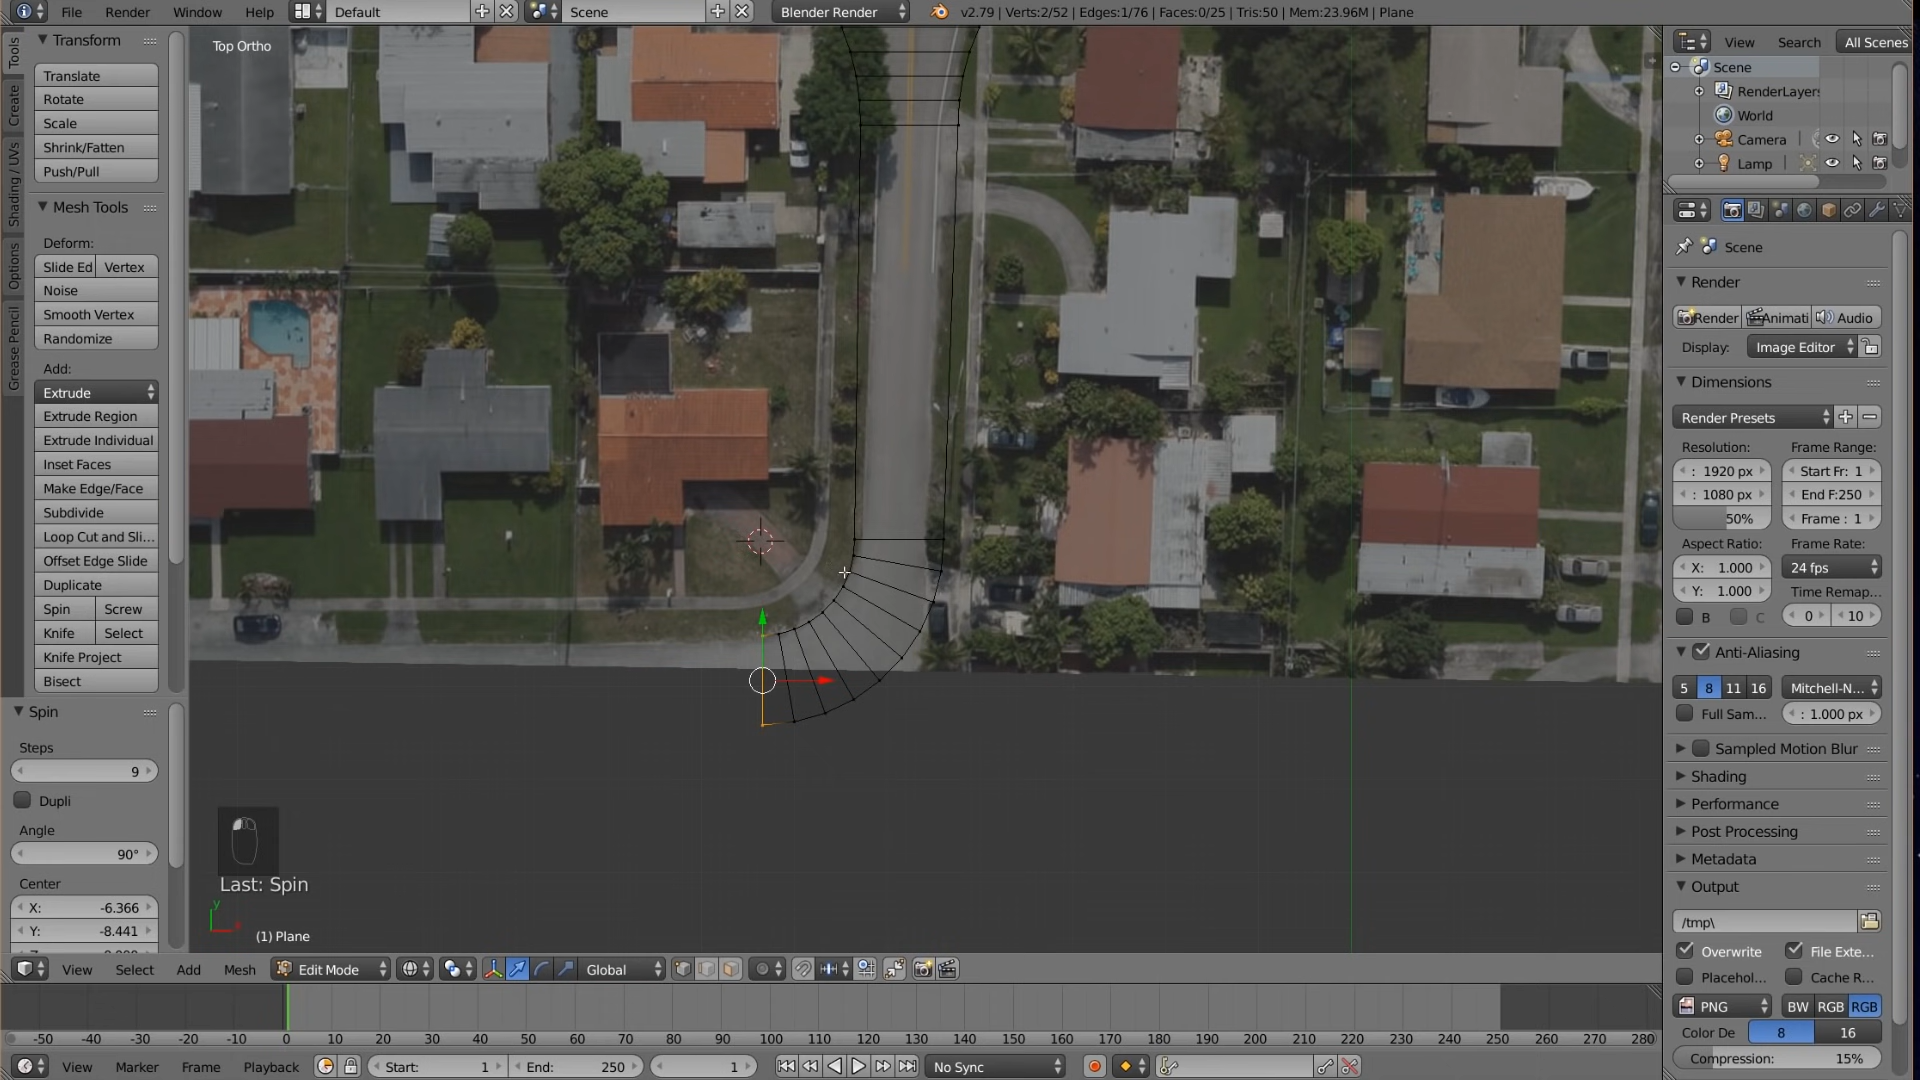 File Render Window Help Default Scene Blender Render v2.79 | Verts:2/52 | Edges:1/76 | Faces:0/25 | Tris:50 | Mem:23.96M | Plane
Tools
Create
Shading / UVs
Options
Grease Pencil
Transform
Translate
Rotate
Scale
Shrink/Fatten
Push/Pull
Mesh Tools
Deform:
Slide Ed Vertex
Noise
Smooth Vertex
Randomize
Add:
Extrude
Extrude Region
Extrude Individual
Inset Faces
Make Edge/Face
Subdivide
Loop Cut and Sli...
Offset Edge Slide
Duplicate
Spin Screw
Knife Select
Knife Project
Bisect
Spin
Steps
9
Dupli
Angle
90°
Center
X: -6.366
Y: -8.441
Top Ortho
Last: Spin
y
(1) Plane
View Select Add Mesh Edit Mode Global
-50 -40 -30 -20 -10 0 10 20 30 40 50 60 70 80 90 100 110 120 130 140 150 160 170 180 190 200 210 220 230 240 250 260 270 280
View Marker Frame Playback Start: 1 End: 250 1 No Sync
View Search All Scenes
Scene
RenderLayers
World
Camera
Lamp
Scene
Render
Render Animati Audio
Display: Image Editor
Dimensions
Render Presets
Resolution: Frame Range:
: 1920 px Start Fr: 1
: 1080 px End F:250
50% Frame : 1
Aspect Ratio: Frame Rate:
X: 1.000 24 fps
Y: 1.000 Time Remap...
B C 0 10
Anti-Aliasing
5 8 11 16 Mitchell-N...
Full Sam... : 1.000 px
Sampled Motion Blur
Shading
Performance
Post Processing
Metadata
Output
/tmp\
Overwrite File Exte...
Placehol... Cache R...
PNG BW RGB RGB
Color De 8 16
Compression: 15%